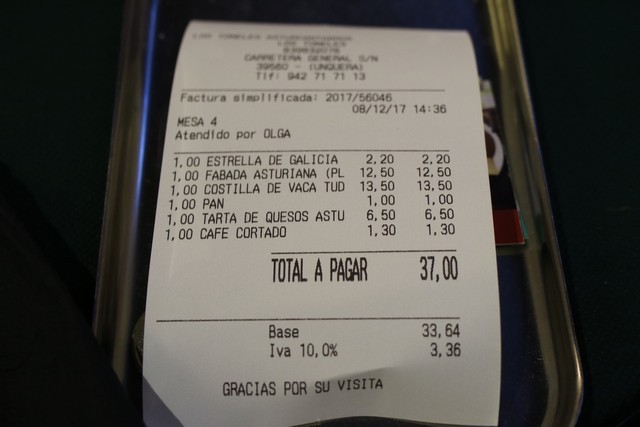 LOS TONELES
CARRETERA GENERAL S/N
39560 - (UNQUERA)
Tlf: 942 71 71 13
Factura simplificada: 2017/56046
08/12/17 14:36
MESA 4
Atendido por OLGA
1,00 ESTRELLA DE GALICIA 2,20 2,20
1,00 FABADA ASTURIANA (PL 12,50 12,50
1,00 COSTILLA DE VACA TUD 13,50 13,50
1,00 PAN 1,00 1,00
1,00 TARTA DE QUESOS ASTU 6,50 6,50
1,00 CAFE CORTADO 1,30 1,30
TOTAL A PAGAR 37,00
Base 33,64
Iva 10,0% 3,36
GRACIAS POR SU VISITA